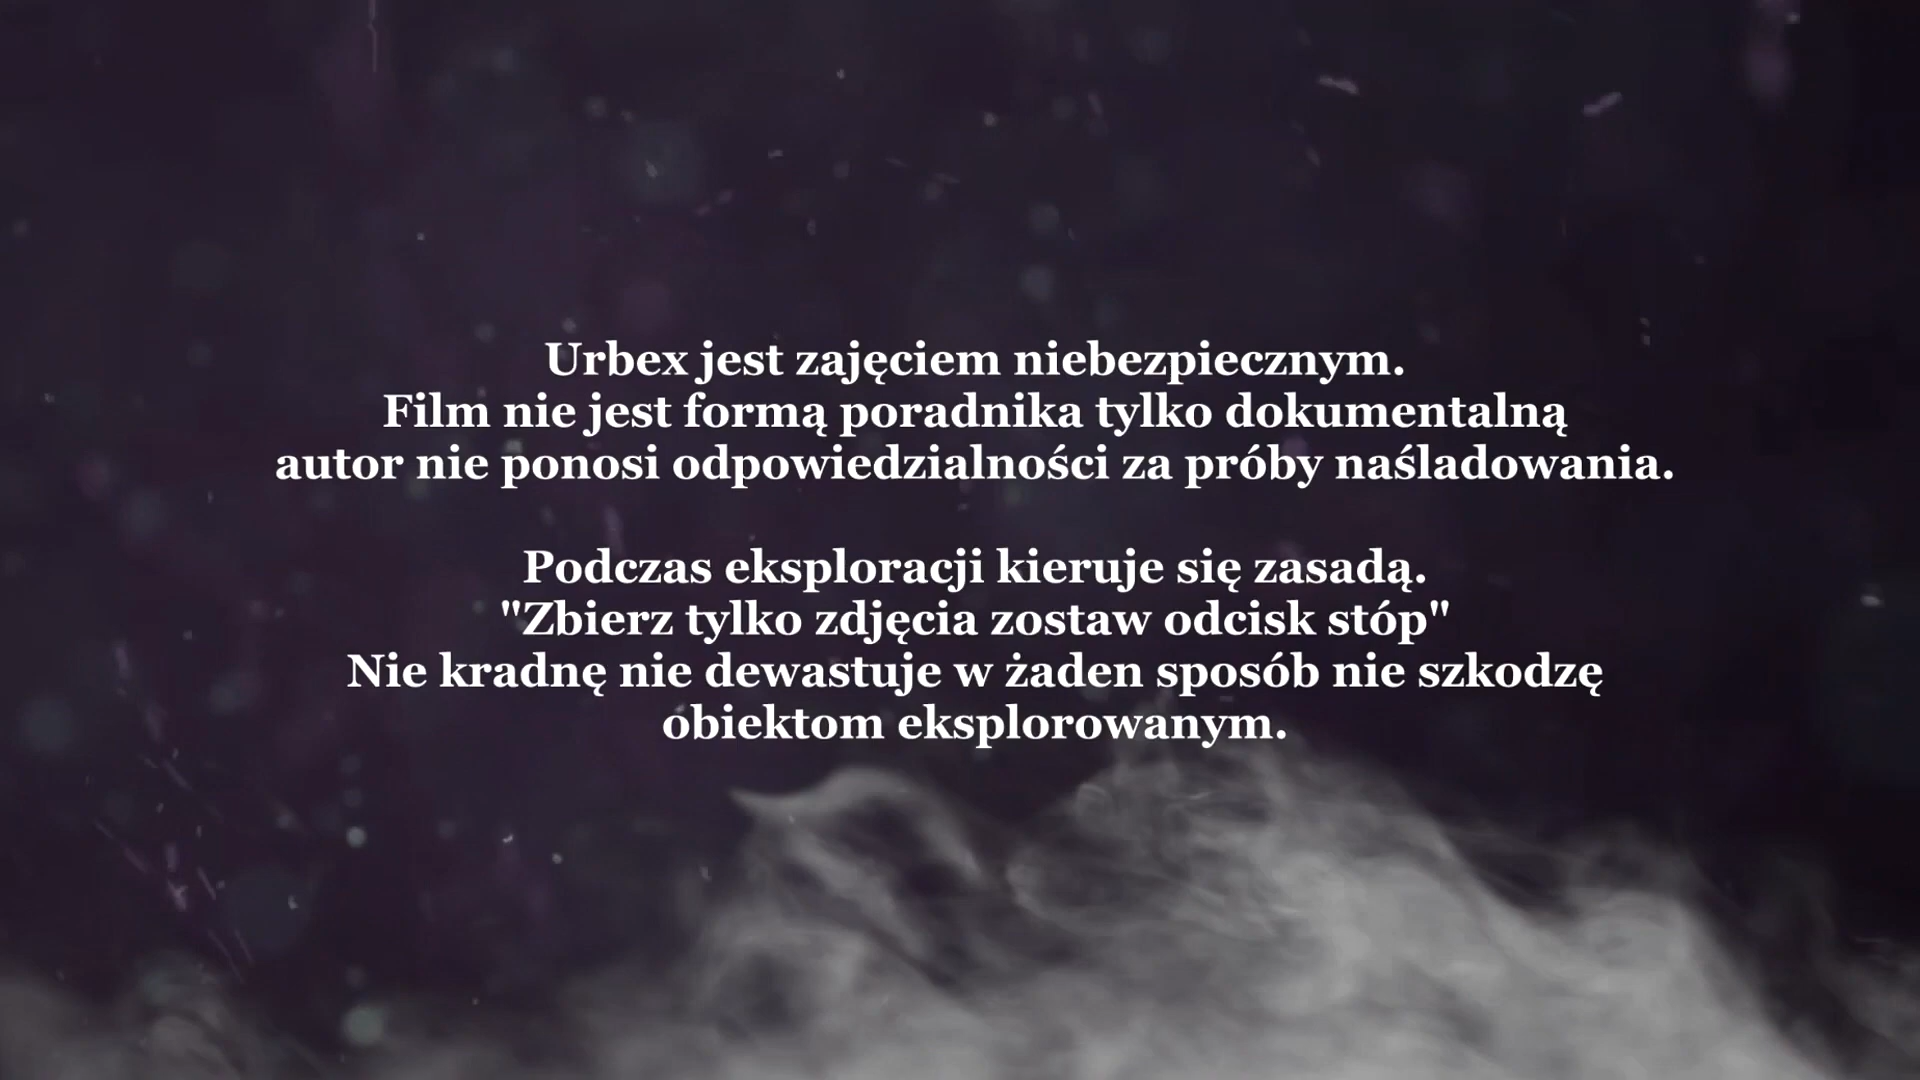 Urbex jest zajęciem niebezpiecznym.
Film nie jest formą poradnika tylko dokumentalną
autor nie ponosi odpowiedzialności za próby naśladowania.
Podczas eksploracji kieruje się zasadą.
"Zbierz tylko zdjęcia zostaw odcisk stóp"
Nie kradnę nie dewastuje w żaden sposób nie szkodzę
obiektom eksplorowanym.